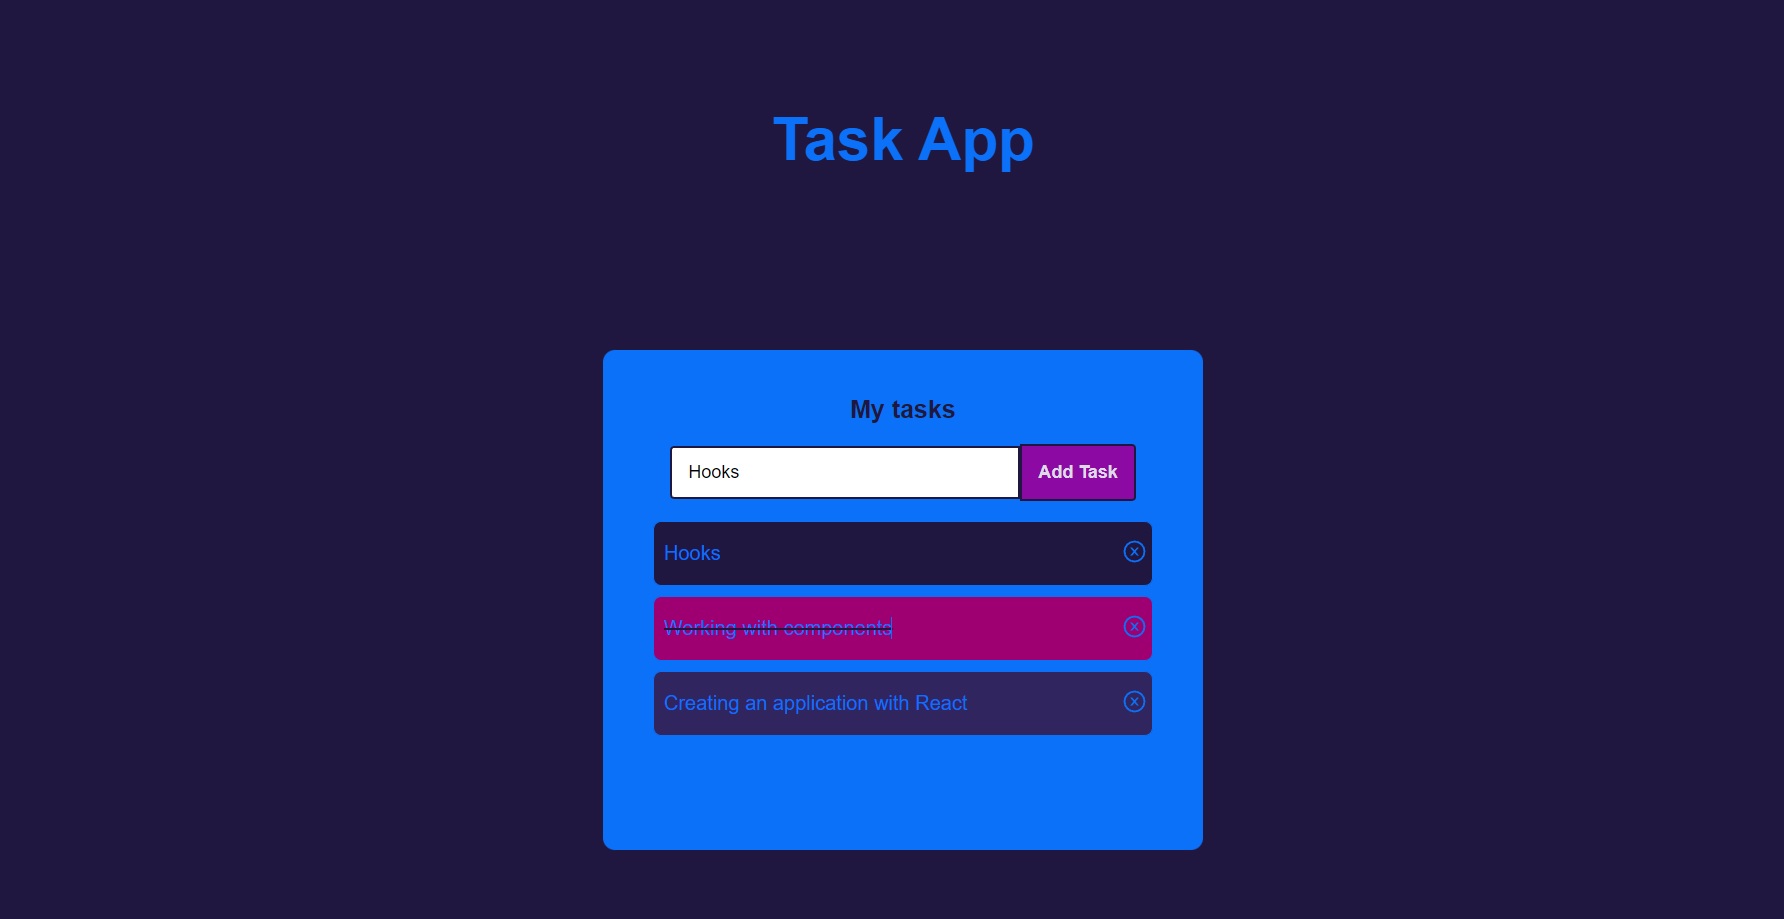 Task App
My tasks
Hooks
Add Task
Hooks
Working with components
Creating an application with React